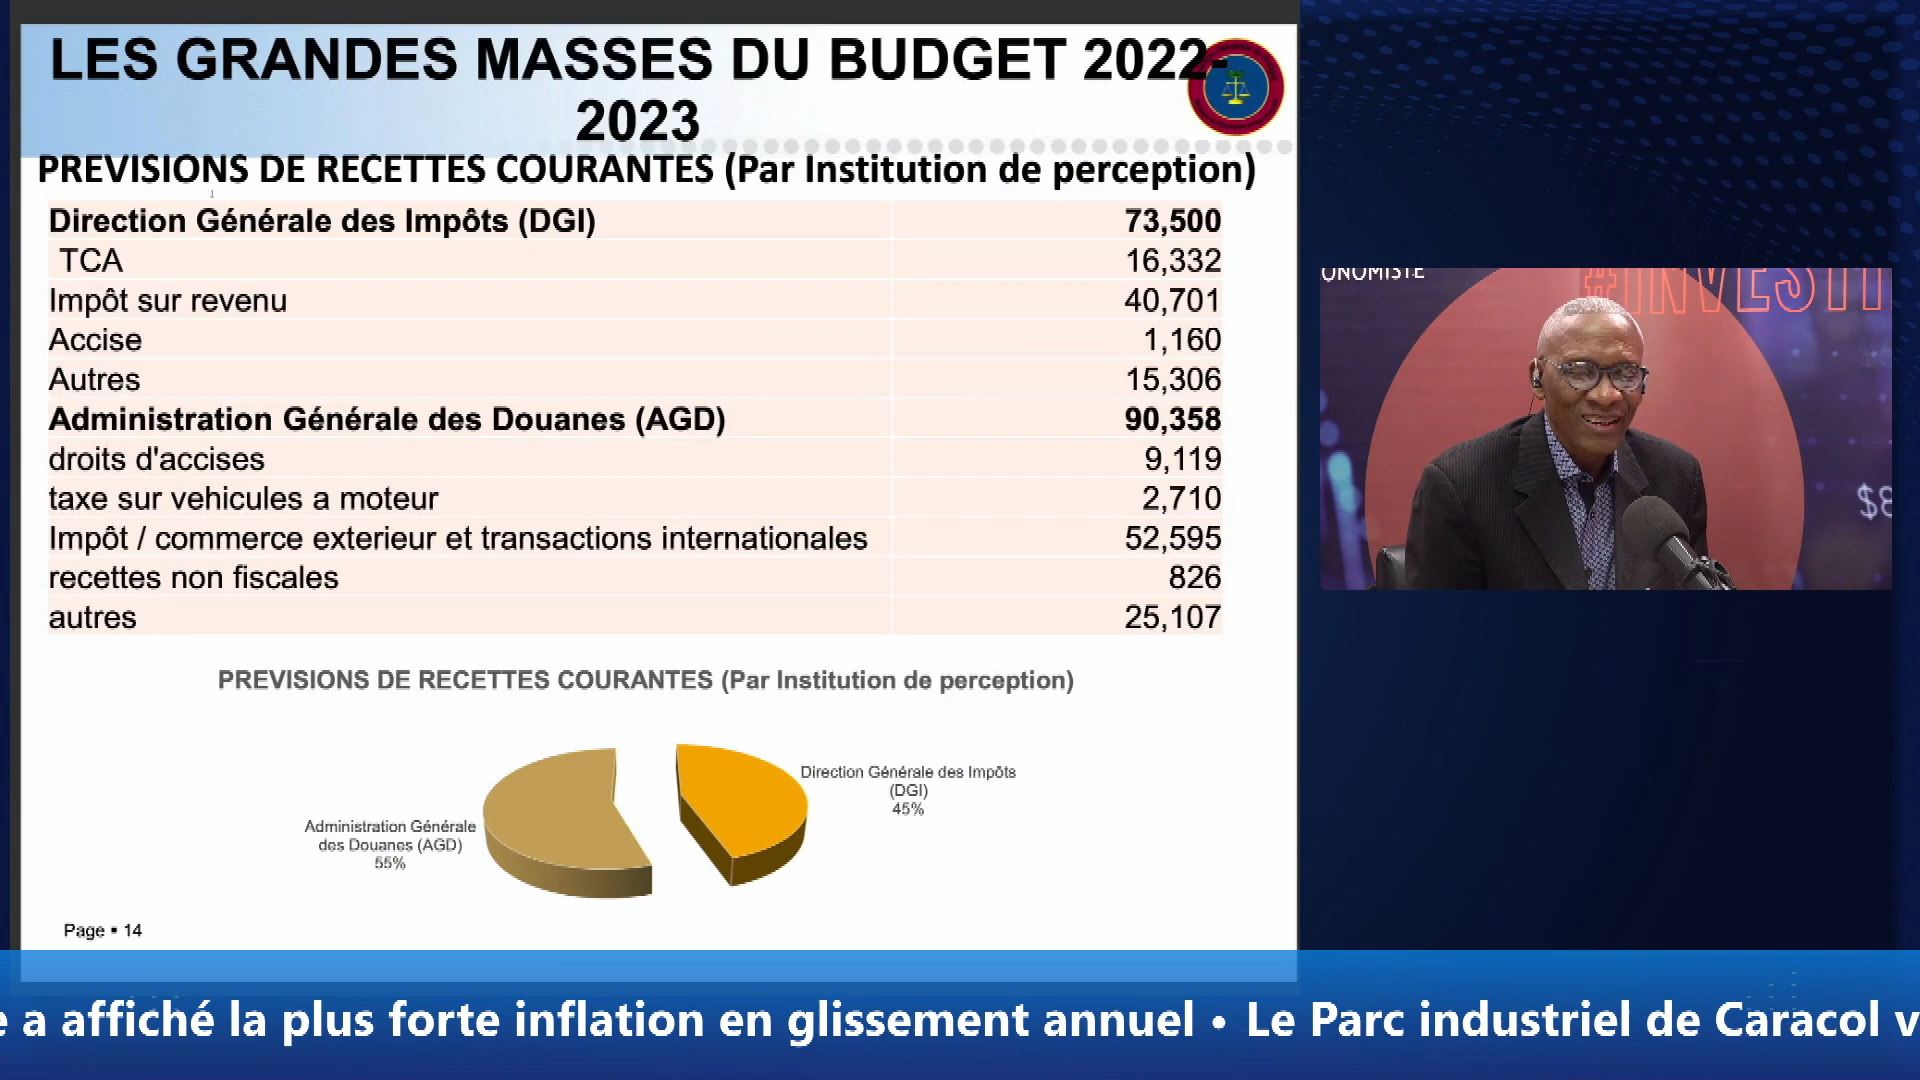 LES GRANDES MASSES DU BUDGET 2022-
2023
PREVISIONS DE RECETTES COURANTES (Par Institution de perception)
Direction Générale des Impôts (DGI) 73,500
TCA 16,332
Impôt sur revenu 40,701
Accise 1,160
Autres 15,306
Administration Générale des Douanes (AGD) 90,358
droits d'accises 9,119
taxe sur vehicules a moteur 2,710
Impôt / commerce exterieur et transactions internationales 52,595
recettes non fiscales 826
autres 25,107
PREVISIONS DE RECETTES COURANTES (Par Institution de perception)
Direction Générale des Impôts
(DGI)
45%
Administration Générale
des Douanes (AGD)
55%
Page ▪ 14
ONOMISTE
#INVESTI
$8
e a affiché la plus forte inflation en glissement annuel • Le Parc industriel de Caracol v